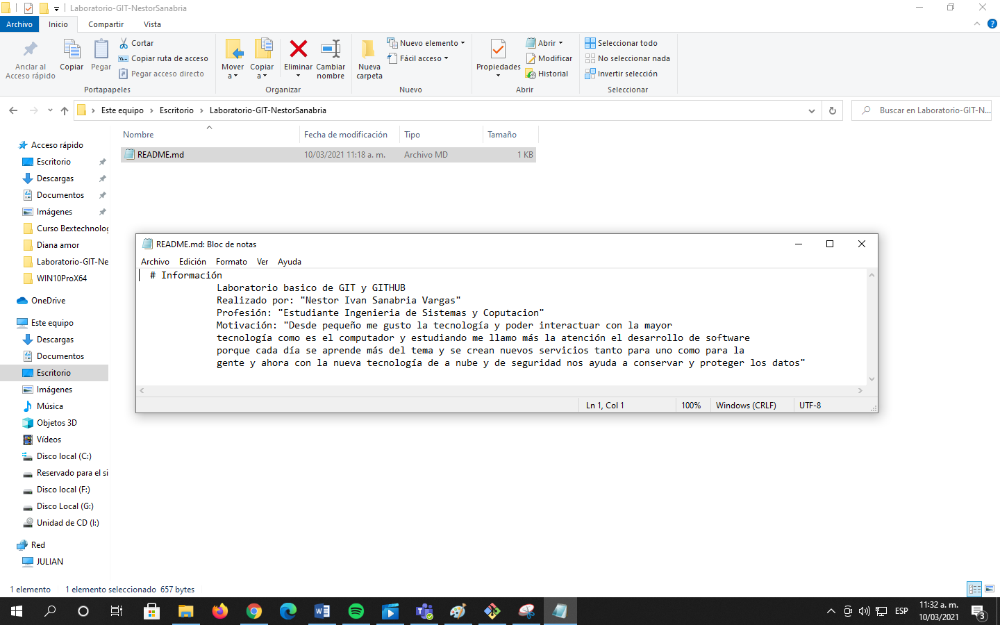 Laboratorio-GIT-NestorSanabria
Archivo Inicio Compartir Vista
Anclar al Acceso rápido
Copiar
Pegar
Cortar
Copiar ruta de acceso
Pegar acceso directo
Portapapeles
Mover a
Copiar a
Eliminar
Cambiar nombre
Organizar
Nueva carpeta
Nuevo elemento
Fácil acceso
Nuevo
Propiedades
Abrir
Modificar
Historial
Abrir
Seleccionar todo
No seleccionar nada
Invertir selección
Seleccionar
Este equipo > Escritorio > Laboratorio-GIT-NestorSanabria
Buscar en Laboratorio-GIT-N...
Nombre Fecha de modificación Tipo Tamaño
README.md 10/03/2021 11:18 a. m. Archivo MD 1 KB
Acceso rápido
Escritorio
Descargas
Documentos
Imágenes
Curso Bextechnolog
Diana amor
Laboratorio-GIT-Ne
WIN10ProX64
OneDrive
Este equipo
Descargas
Documentos
Escritorio
Imágenes
Música
Objetos 3D
Vídeos
Disco local (C:)
Reservado para el si
Disco local (F:)
Disco Local (G:)
Unidad de CD (I:)
Red
JULIAN
README.md: Bloc de notas
Archivo Edición Formato Ver Ayuda
# Información
Laboratorio basico de GIT y GITHUB
Realizado por: "Nestor Ivan Sanabria Vargas"
Profesión: "Estudiante Ingenieria de Sistemas y Coputacion"
Motivación: "Desde pequeño me gusto la tecnología y poder interactuar con la mayor
tecnología como es el computador y estudiando me llamo más la atención el desarrollo de software
porque cada día se aprende más del tema y se crean nuevos servicios tanto para uno como para la
gente y ahora con la nueva tecnología de a nube y de seguridad nos ayuda a conservar y proteger los datos"
Ln 1, Col 1 100% Windows (CRLF) UTF-8
1 elemento 1 elemento seleccionado 657 bytes
ESP
11:32 a. m.
10/03/2021
3